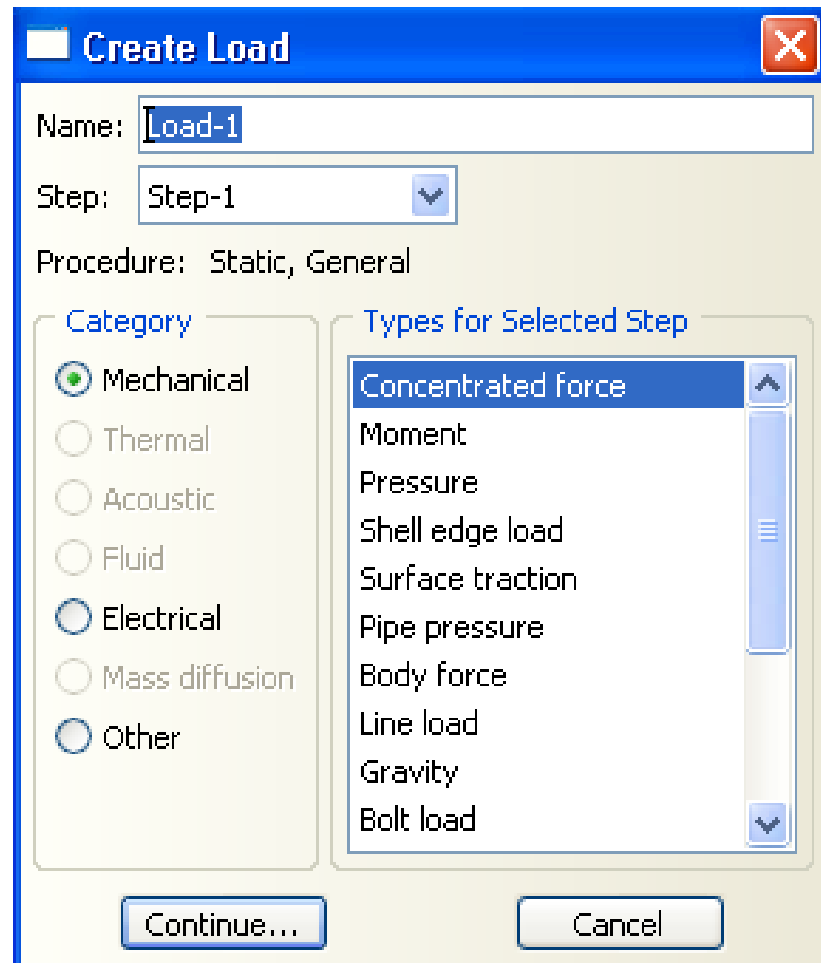 Create Load
Name: Load-1
Step: Step-1
Procedure: Static, General
Category
Mechanical
Thermal
Acoustic
Fluid
Electrical
Mass diffusion
Other
Types for Selected Step
Concentrated force
Moment
Pressure
Shell edge load
Surface traction
Pipe pressure
Body force
Line load
Gravity
Bolt load
Continue...
Cancel